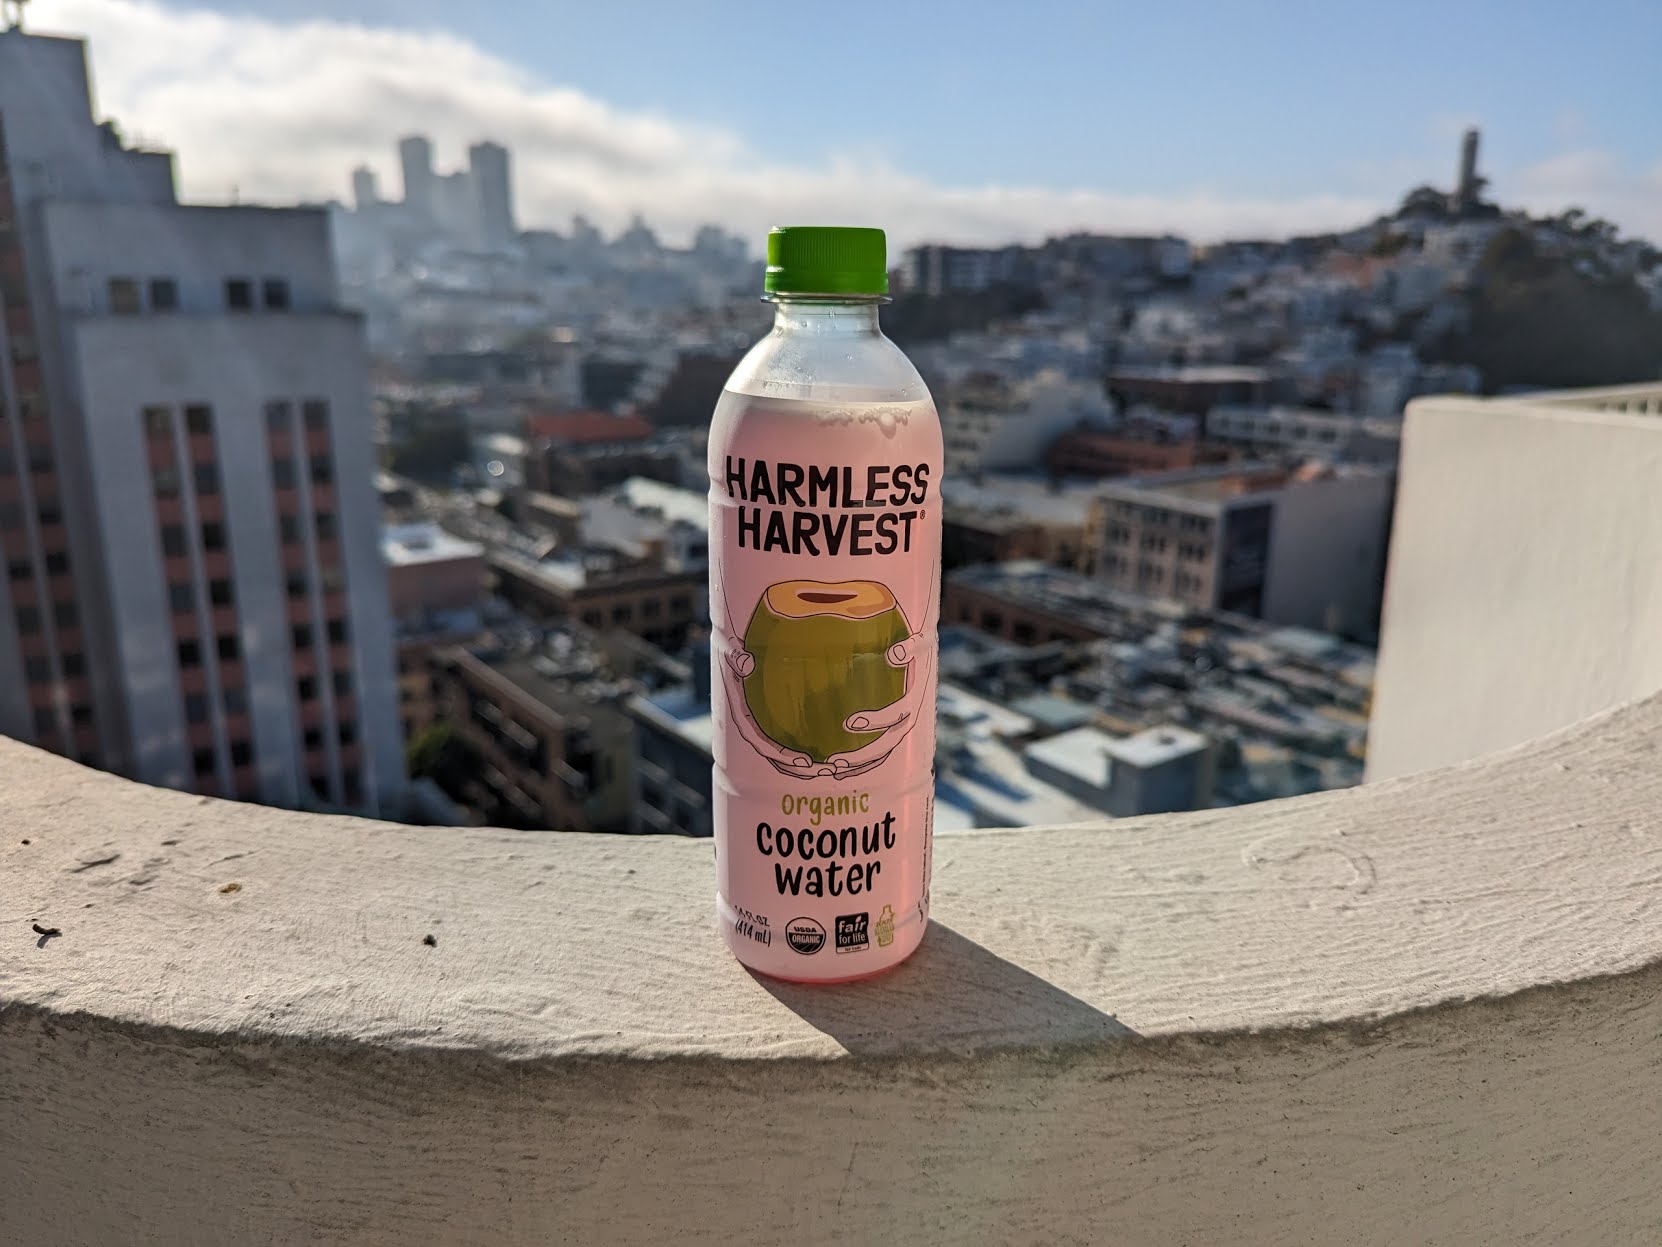 HARMLESS
HARVEST®
organic
coconut
water
(414 mL)
USDA
ORGANIC
fair
for life